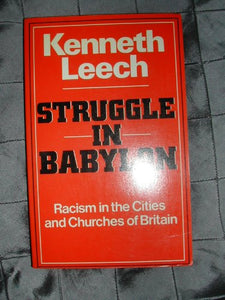 Kenneth
Leech
STRUGGLE
IN
BABYLON
Racism in the Cities
and Churches of Britain